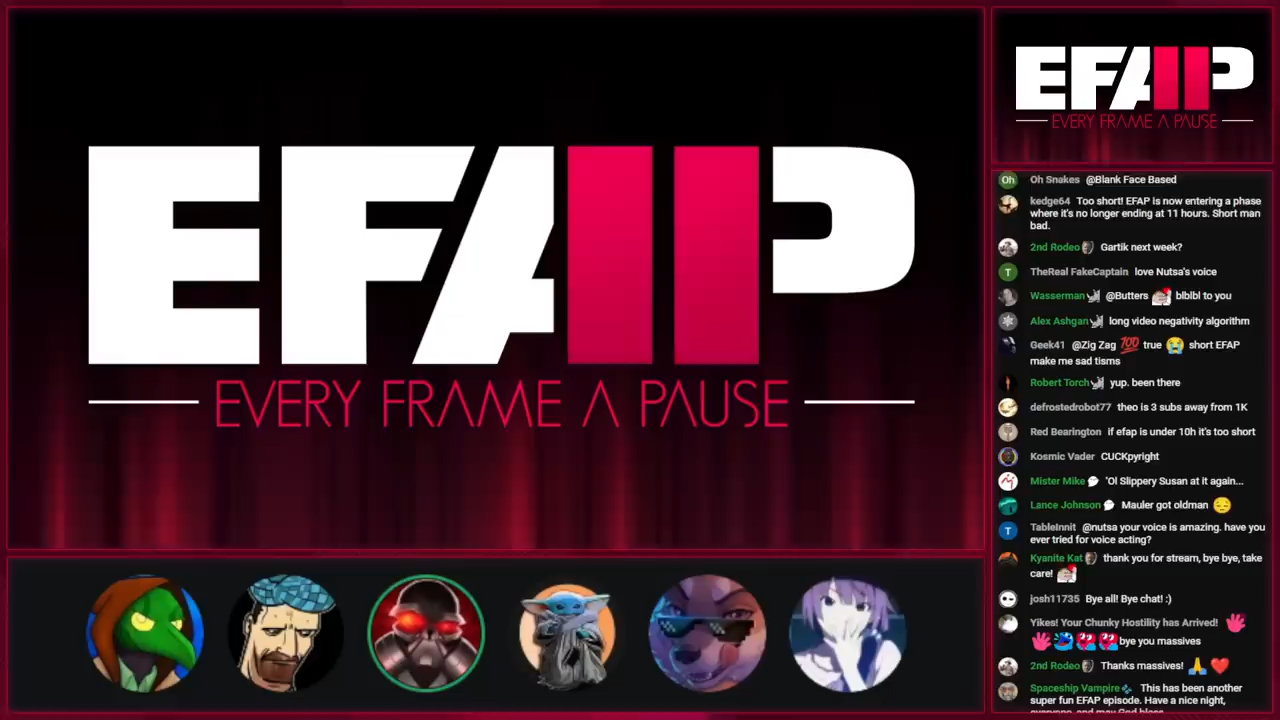 EFAP
EVERY FRAME A PAUSE
EFAP
EVERY FRAME A PAUSE
Oh
Oh Snakes @Blank Face Based
kedge64 Too short! EFAP is now entering a phase
where it's no longer ending at 11 hours. Short man
bad.
2nd Rodeo Gartik next week?
T
TheReal FakeCaptain love Nutsa's voice
Wasserman @Butters blblbl to you
Alex Ashgan long video negativity algorithm
Geek41 @Zig Zag 100 true short EFAP
make me sad tisms
Robert Torch yup. been there
defrostedrobot77 theo is 3 subs away from 1K
Red Bearington if efap is under 10h it's too short
Kosmic Vader CUCKpyright
Mister Mike 'Ol Slippery Susan at it again...
Lance Johnson Mauler got oldman
T
TableInnit @nutsa your voice is amazing. have you
ever tried for voice acting?
Kyanite Kat thank you for stream, bye bye, take
care!
josh11735 Bye all! Bye chat! :)
Yikes! Your Chunky Hostility has Arrived!
bye you massives
2nd Rodeo Thanks massives!
Spaceship Vampire This has been another
super fun EFAP episode. Have a nice night,
everyone, and may God bless